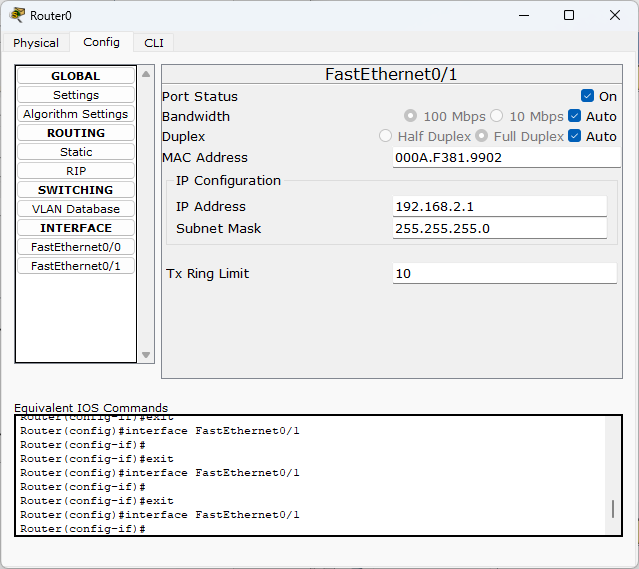 Router0
Physical Config CLI
GLOBAL
Settings
Algorithm Settings
ROUTING
Static
RIP
SWITCHING
VLAN Database
INTERFACE
FastEthernet0/0
FastEthernet0/1
FastEthernet0/1
Port Status On
Bandwidth 100 Mbps 10 Mbps Auto
Duplex Half Duplex Full Duplex Auto
MAC Address 000A.F381.9902
IP Configuration
IP Address 192.168.2.1
Subnet Mask 255.255.255.0
Tx Ring Limit 10
Equivalent IOS Commands
Router(config-if)#exit
Router(config)#interface FastEthernet0/1
Router(config-if)#
Router(config-if)#exit
Router(config)#interface FastEthernet0/1
Router(config-if)#
Router(config-if)#exit
Router(config)#interface FastEthernet0/1
Router(config-if)#